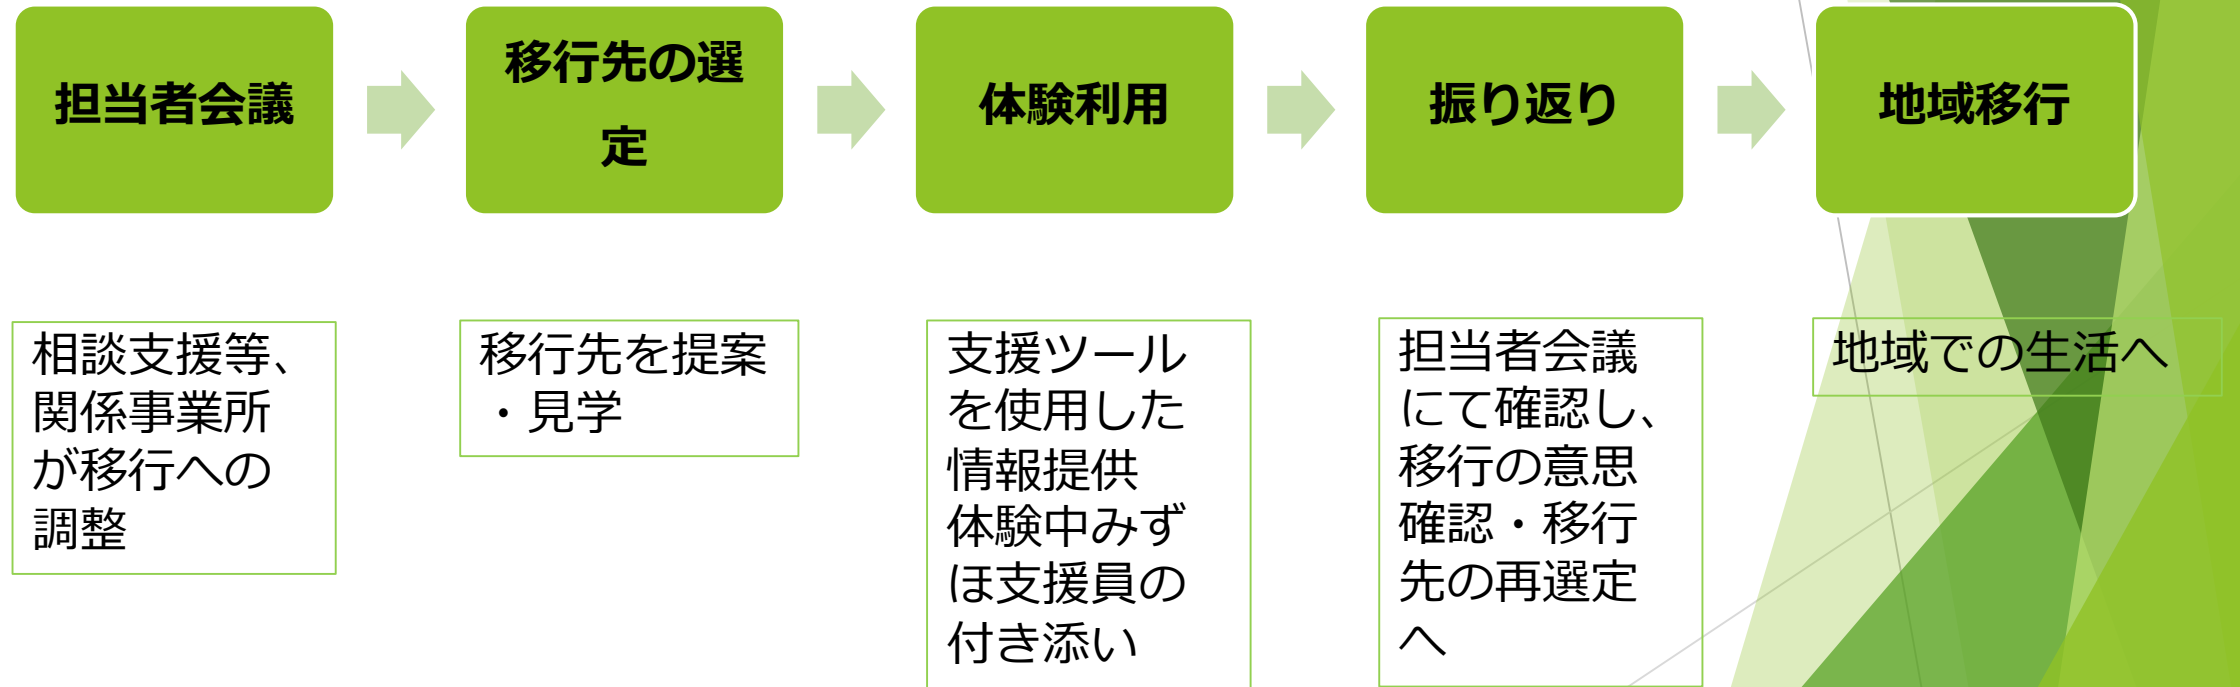 担当者会議
移行先の選
定
体験利用
振り返り
地域移行
相談支援等、
関係事業所
が移行への
調整
移行先を提案
・見学
支援ツール
を使用した
情報提供
体験中みず
ほ支援員の
付き添い
担当者会議
にて確認し、
移行の意思
確認・移行
先の再選定
へ
地域での生活へ